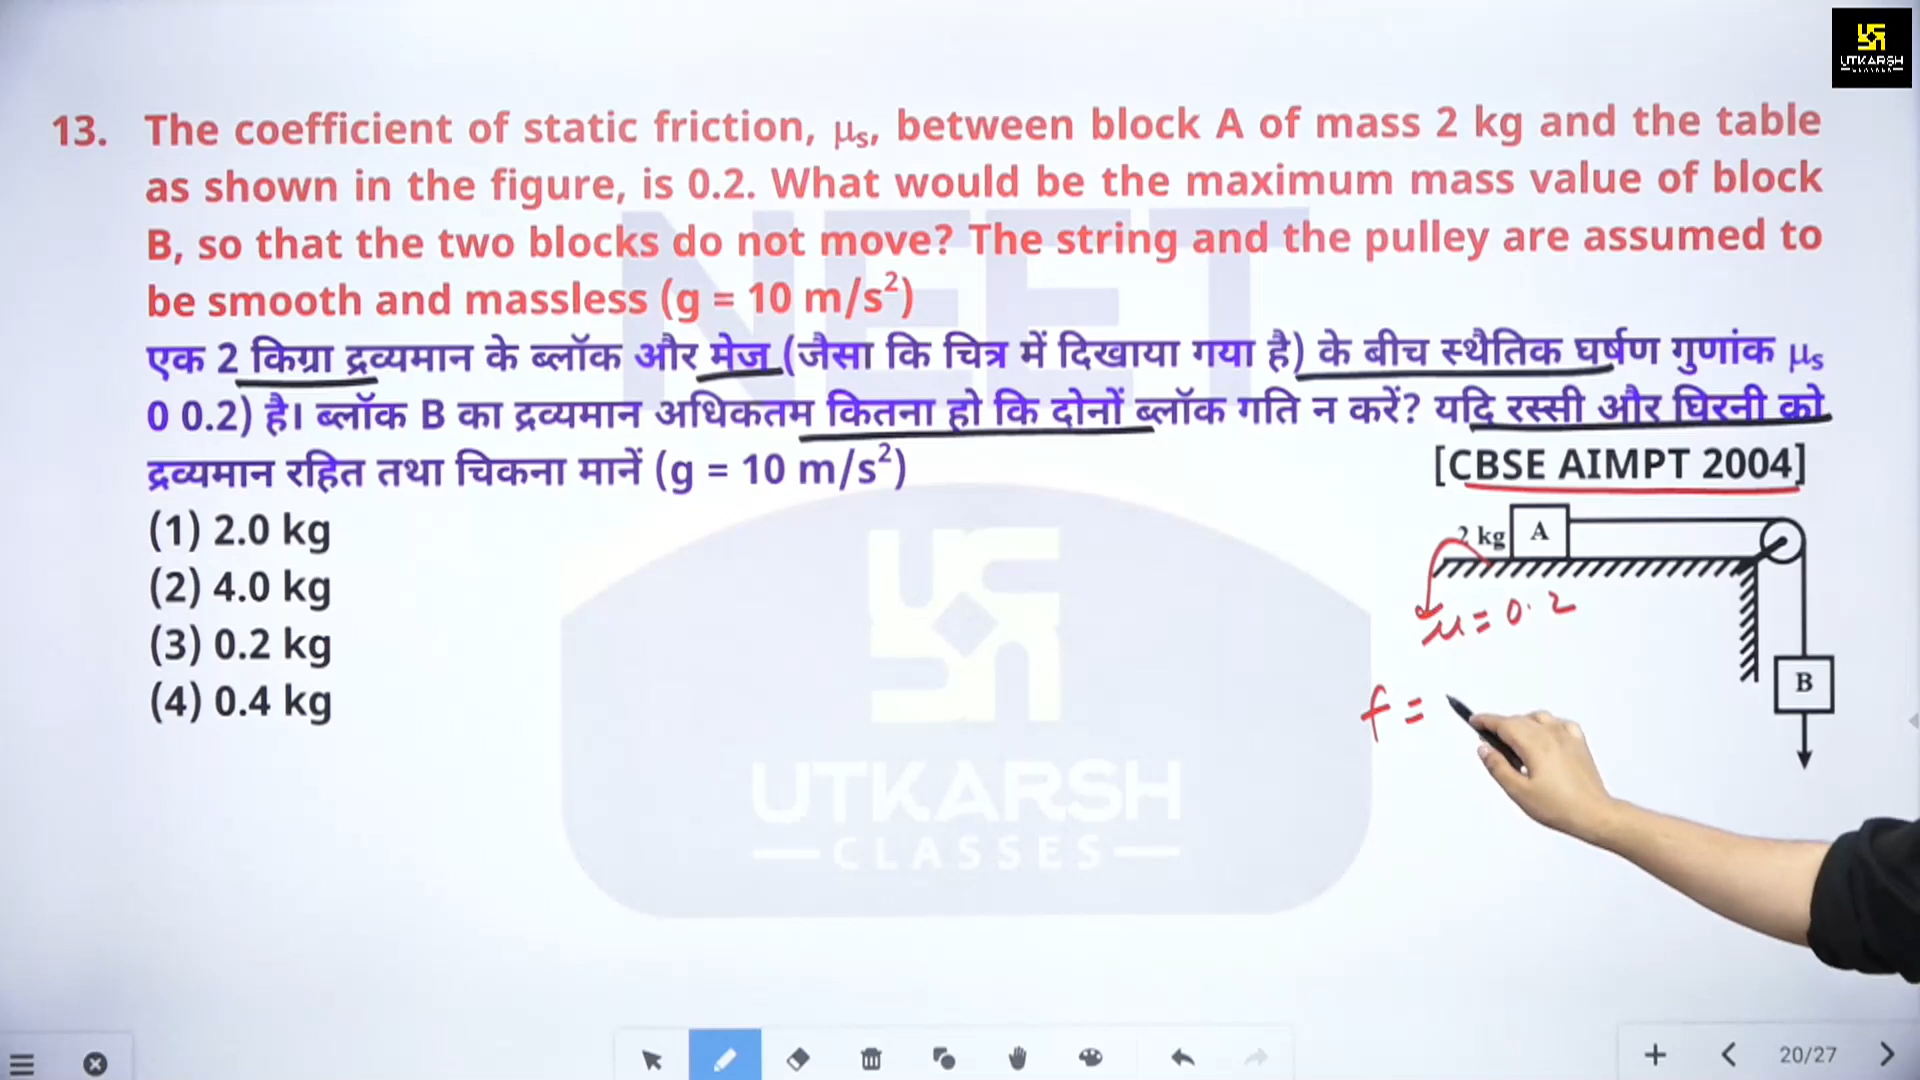 UTKARSH
CLASSES
13. The coefficient of static friction, μs, between block A of mass 2 kg and the table
as shown in the figure, is 0.2. What would be the maximum mass value of block
B, so that the two blocks do not move? The string and the pulley are assumed to
be smooth and massless (g = 10 m/s²)
एक 2 किग्रा द्रव्यमान के ब्लॉक और मेज (जैसा कि चित्र में दिखाया गया है) के बीच स्थैतिक घर्षण गुणांक μs
0 0.2) है। ब्लॉक B का द्रव्यमान अधिकतम कितना हो कि दोनों ब्लॉक गति न करें? यदि रस्सी और घिरनी को
द्रव्यमान रहित तथा चिकना मानें (g = 10 m/s²)
[CBSE AIMPT 2004]
(1) 2.0 kg
(2) 4.0 kg
(3) 0.2 kg
(4) 0.4 kg
2 kg A
μ = 0.2
B
f =
NEET
UTKARSH
CLASSES
20/27